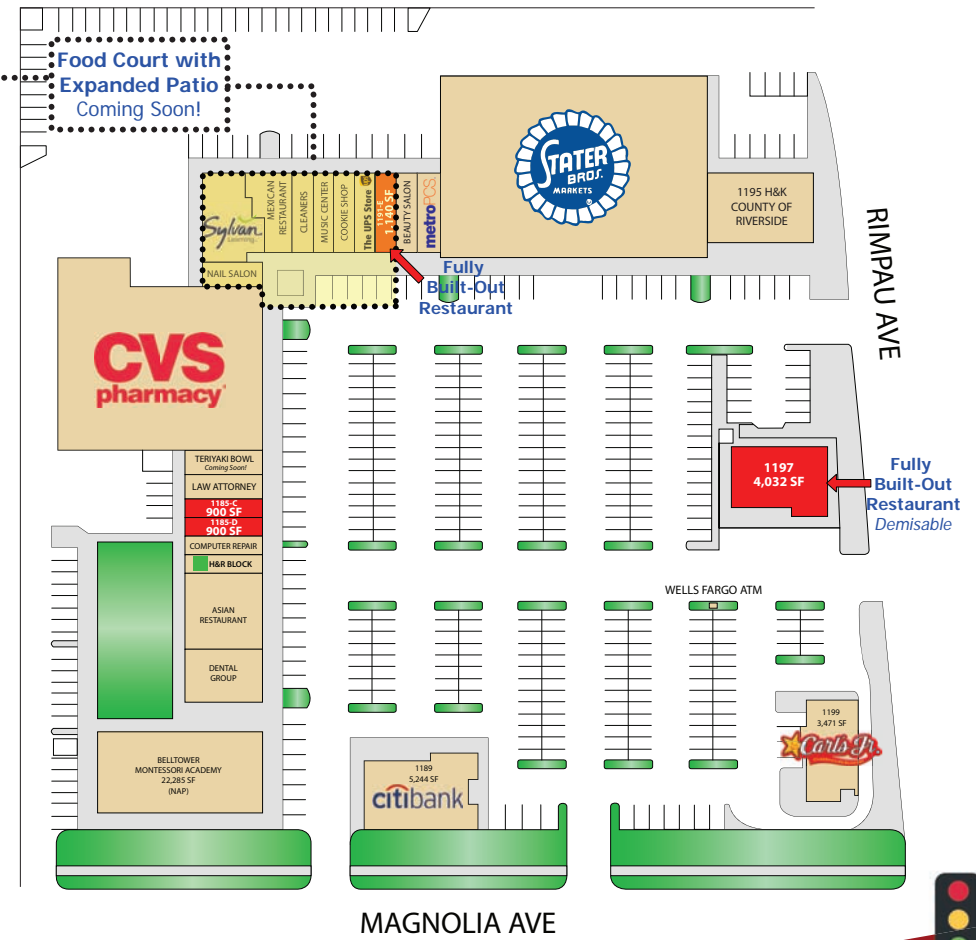 Food Court with
Expanded Patio
Coming Soon!
STATER
BROS.
MARKETS
1195 H&K
COUNTY OF
RIVERSIDE
RIMPAU AVE
Sylvan
Learning
MEXICAN
RESTAURANT
CLEANERS
MUSIC CENTER
COOKIE SHOP
The UPS Store
1191-E
1,140 SF
BEAUTY SALON
metroPCS
NAIL SALON
Fully
Built-Out
Restaurant
CVS
pharmacy
TERIYAKI BOWL
Coming Soon!
LAW ATTORNEY
1185-C
900 SF
1185-D
900 SF
COMPUTER REPAIR
H&R BLOCK
ASIAN
RESTAURANT
DENTAL
GROUP
1197
4,032 SF
Fully
Built-Out
Restaurant
Demisable
WELLS FARGO ATM
BELLTOWER
MONTESSORI ACADEMY
22,285 SF
(NAP)
1189
5,244 SF
citibank
1199
3,471 SF
Carl's Jr.
MAGNOLIA AVE